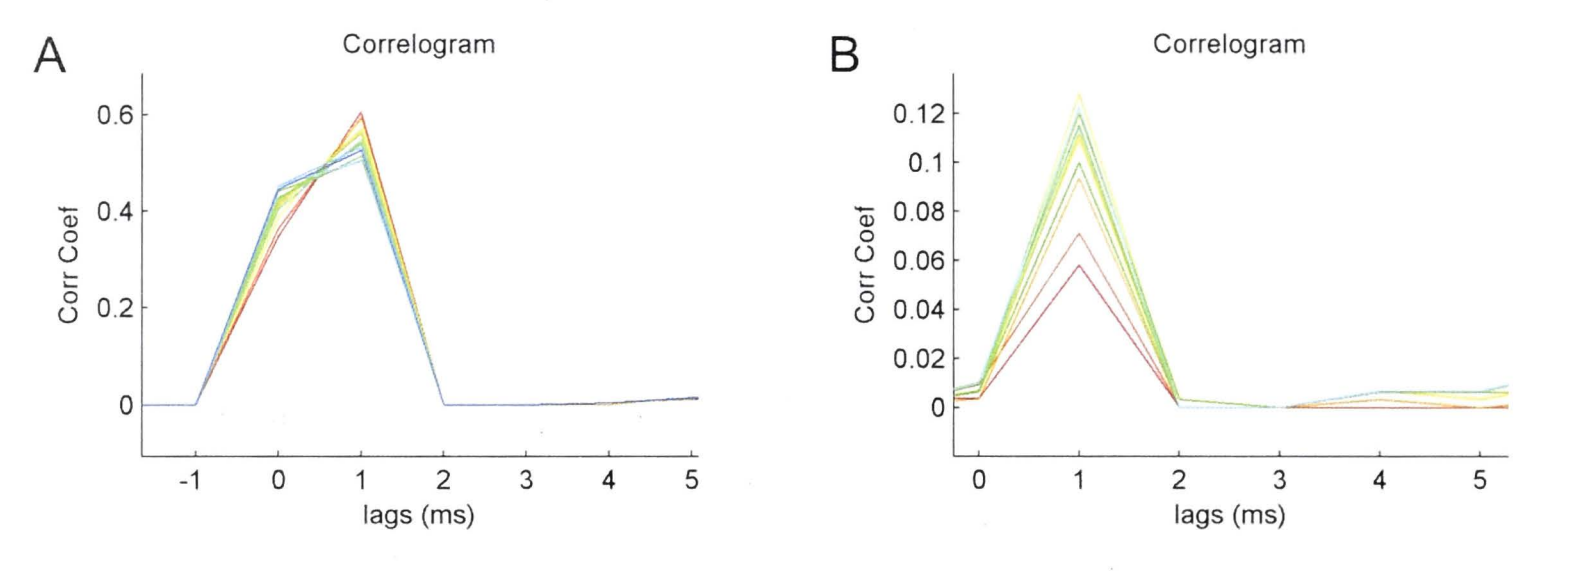 A
Correlogram
0.6
0.4
0.2
0
Corr Coef
-1 0 1 2 3 4 5
lags (ms)
B
Correlogram
0.12
0.1
0.08
0.06
0.04
0.02
0
Corr Coef
0 1 2 3 4 5
lags (ms)